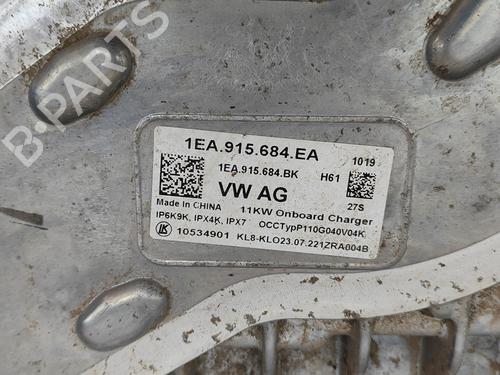 B-PARTS
1EA.915.684.EA
1019
1EA.915.684.BK
H61
VW AG
27S
Made in CHINA 11KW Onboard Charger
IP6K9K, IPX4K, IPX7 OCCTypP110G040V04K
LK 10534901 KL8-KLO23.07.221ZRA004B